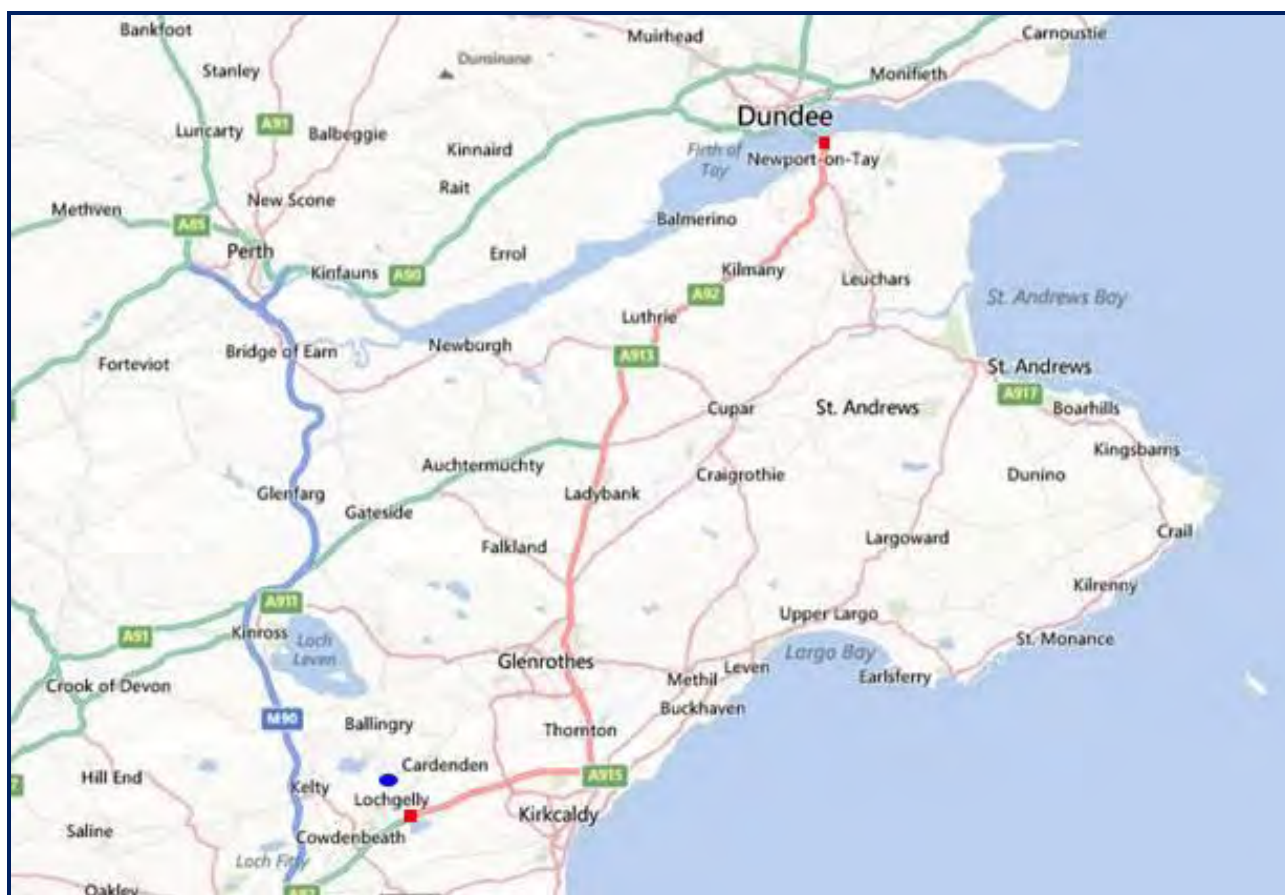 Bankfoot
Muirhead
Carnoustie
Stanley
Dunsinane
Monifieth
Dundee
A91
Luncarty
Balbeggie
Kinnaird
Firth of
Tay
Newport-on-Tay
Rait
New Scone
Methven
A85
Balmerino
Perth
Errol
Kinfauns
A90
Kilmany
Leuchars
A92
St. Andrews Bay
Luthrie
Bridge of Earn
Newburgh
A913
Forteviot
St. Andrews
A917
Cupar
St. Andrews
Boarhills
Kingsbarns
Auchtermuchty
Craigrothie
Dunino
Glenfarg
Ladybank
Gateside
Crail
Falkland
Largoward
Kilrenny
A911
Upper Largo
A91
Kinross
Loch
Leven
St. Monance
Largo Bay
Glenrothes
Leven
Methil
Earlsferry
Crook of Devon
Buckhaven
M90
Ballingry
Thornton
Cardenden
A915
Hill End
Kelty
Lochgelly
Kirkcaldy
Saline
Cowdenbeath
Loch Fitty
Oakley
A92